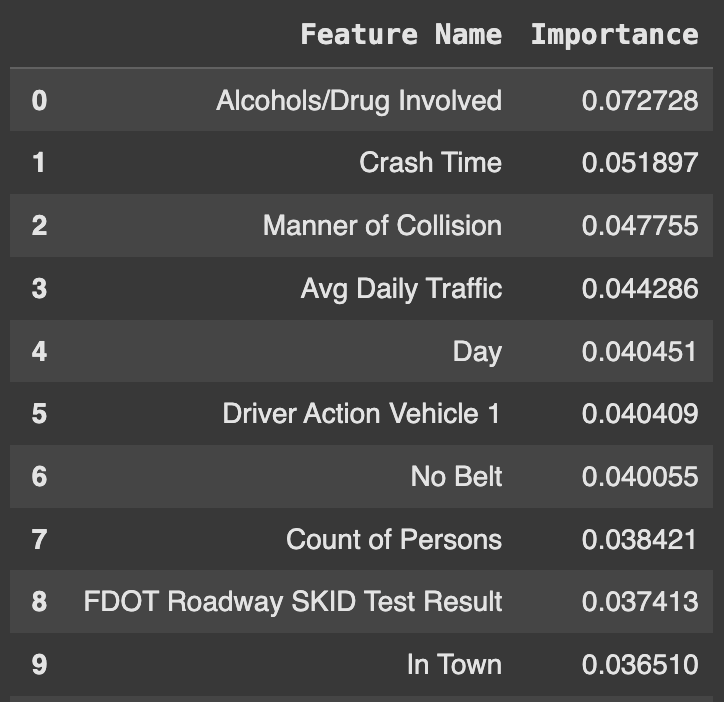 Feature Name Importance
0 Alcohols/Drug Involved 0.072728
1 Crash Time 0.051897
2 Manner of Collision 0.047755
3 Avg Daily Traffic 0.044286
4 Day 0.040451
5 Driver Action Vehicle 1 0.040409
6 No Belt 0.040055
7 Count of Persons 0.038421
8 FDOT Roadway SKID Test Result 0.037413
9 In Town 0.036510